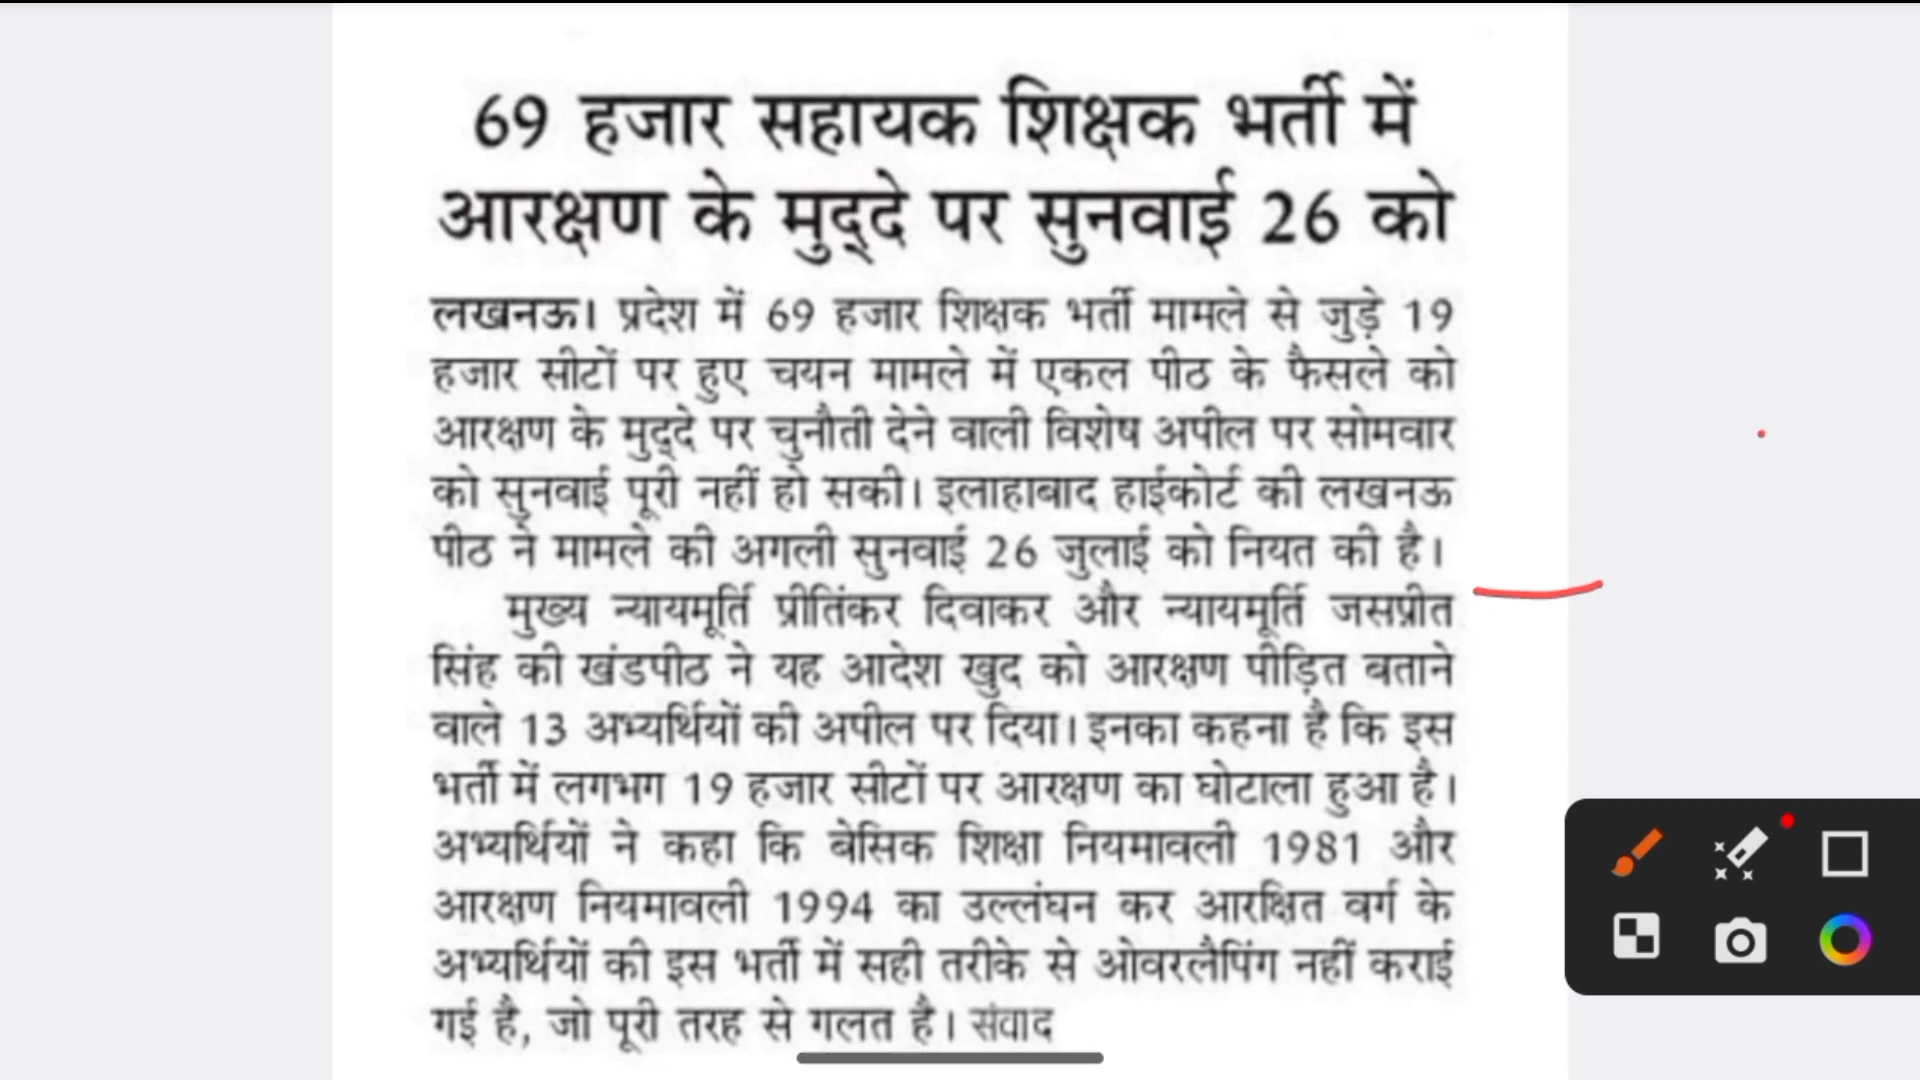 69 हजार सहायक शिक्षक भर्ती में
आरक्षण के मुद्दे पर सुनवाई 26 को
लखनऊ। प्रदेश में 69 हजार शिक्षक भर्ती मामले से जुड़े 19
हजार सीटों पर हुए चयन मामले में एकल पीठ के फैसले को
आरक्षण के मुद्दे पर चुनौती देने वाली विशेष अपील पर सोमवार
को सुनवाई पूरी नहीं हो सकी। इलाहाबाद हाईकोर्ट की लखनऊ
पीठ ने मामले की अगली सुनवाई 26 जुलाई को नियत की है।
मुख्य न्यायमूर्ति प्रीतिंकर दिवाकर और न्यायमूर्ति जसप्रीत
सिंह की खंडपीठ ने यह आदेश खुद को आरक्षण पीड़ित बताने
वाले 13 अभ्यर्थियों की अपील पर दिया। इनका कहना है कि इस
भर्ती में लगभग 19 हजार सीटों पर आरक्षण का घोटाला हुआ है।
अभ्यर्थियों ने कहा कि बेसिक शिक्षा नियमावली 1981 और
आरक्षण नियमावली 1994 का उल्लंघन कर आरक्षित वर्ग के
अभ्यर्थियों की इस भर्ती में सही तरीके से ओवरलैपिंग नहीं कराई
गई है, जो पूरी तरह से गलत है। संवाद